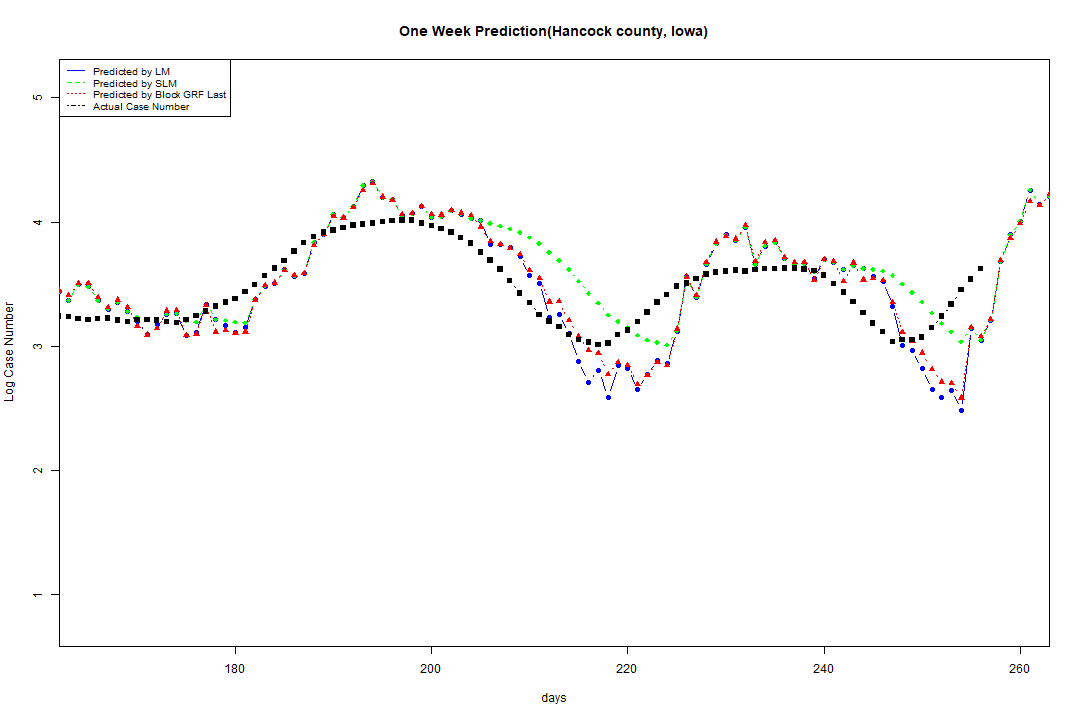 One Week Prediction(Hancock county, Iowa)
Predicted by LM
Predicted by SLM
Predicted by Block GRF Last
Actual Case Number
5
4
3
2
1
Log Case Number
180
200
220
240
260
days